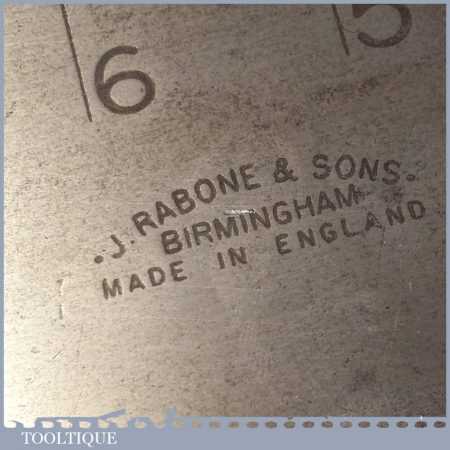 6 5
.J. RABONE & SONS.
BIRMINGHAM
MADE IN ENGLAND
TOOLTIQUE